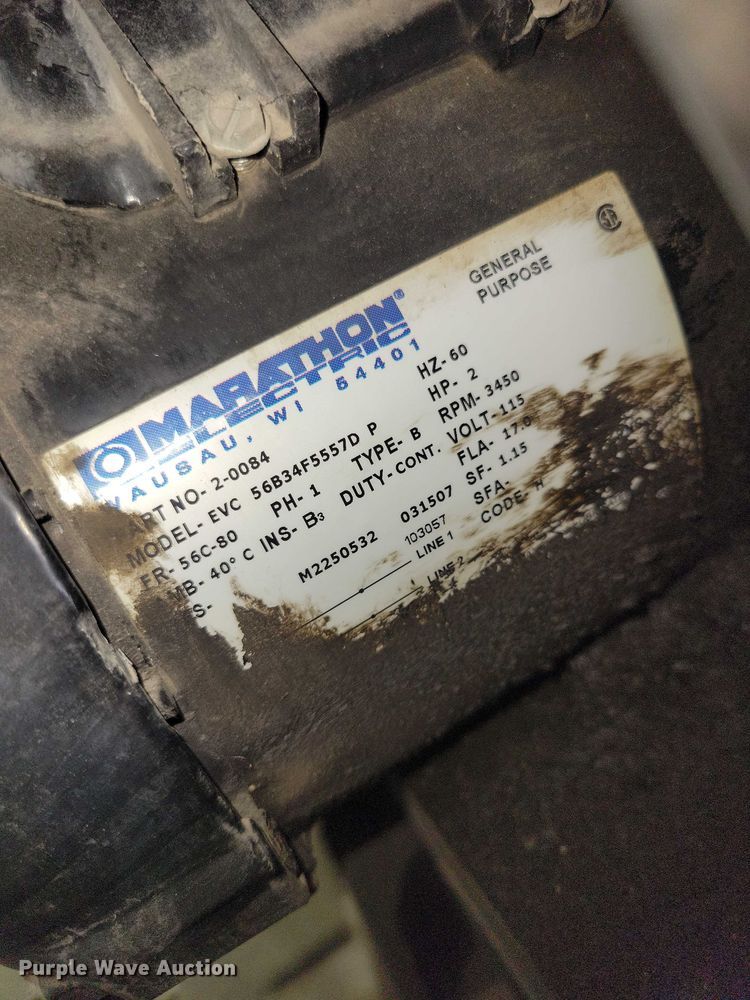 MARATHON®
ELECTRIC
WAUSAU, WI 54401
GENERAL
PURPOSE
PART NO- 2-0084
MODEL- EVC 56B34F5557D P
FR- 56C-80 PH- 1 TYPE- B
AMB- 40° C INS- B3 DUTY- CONT.
S-
HZ- 60
HP- 2
RPM- 3450
VOLT- 115
FLA- 17.0
SF- 1.15
SFA-
CODE- H
M2250532 031507
103057
LINE 1
LINE 2
Purple Wave Auction